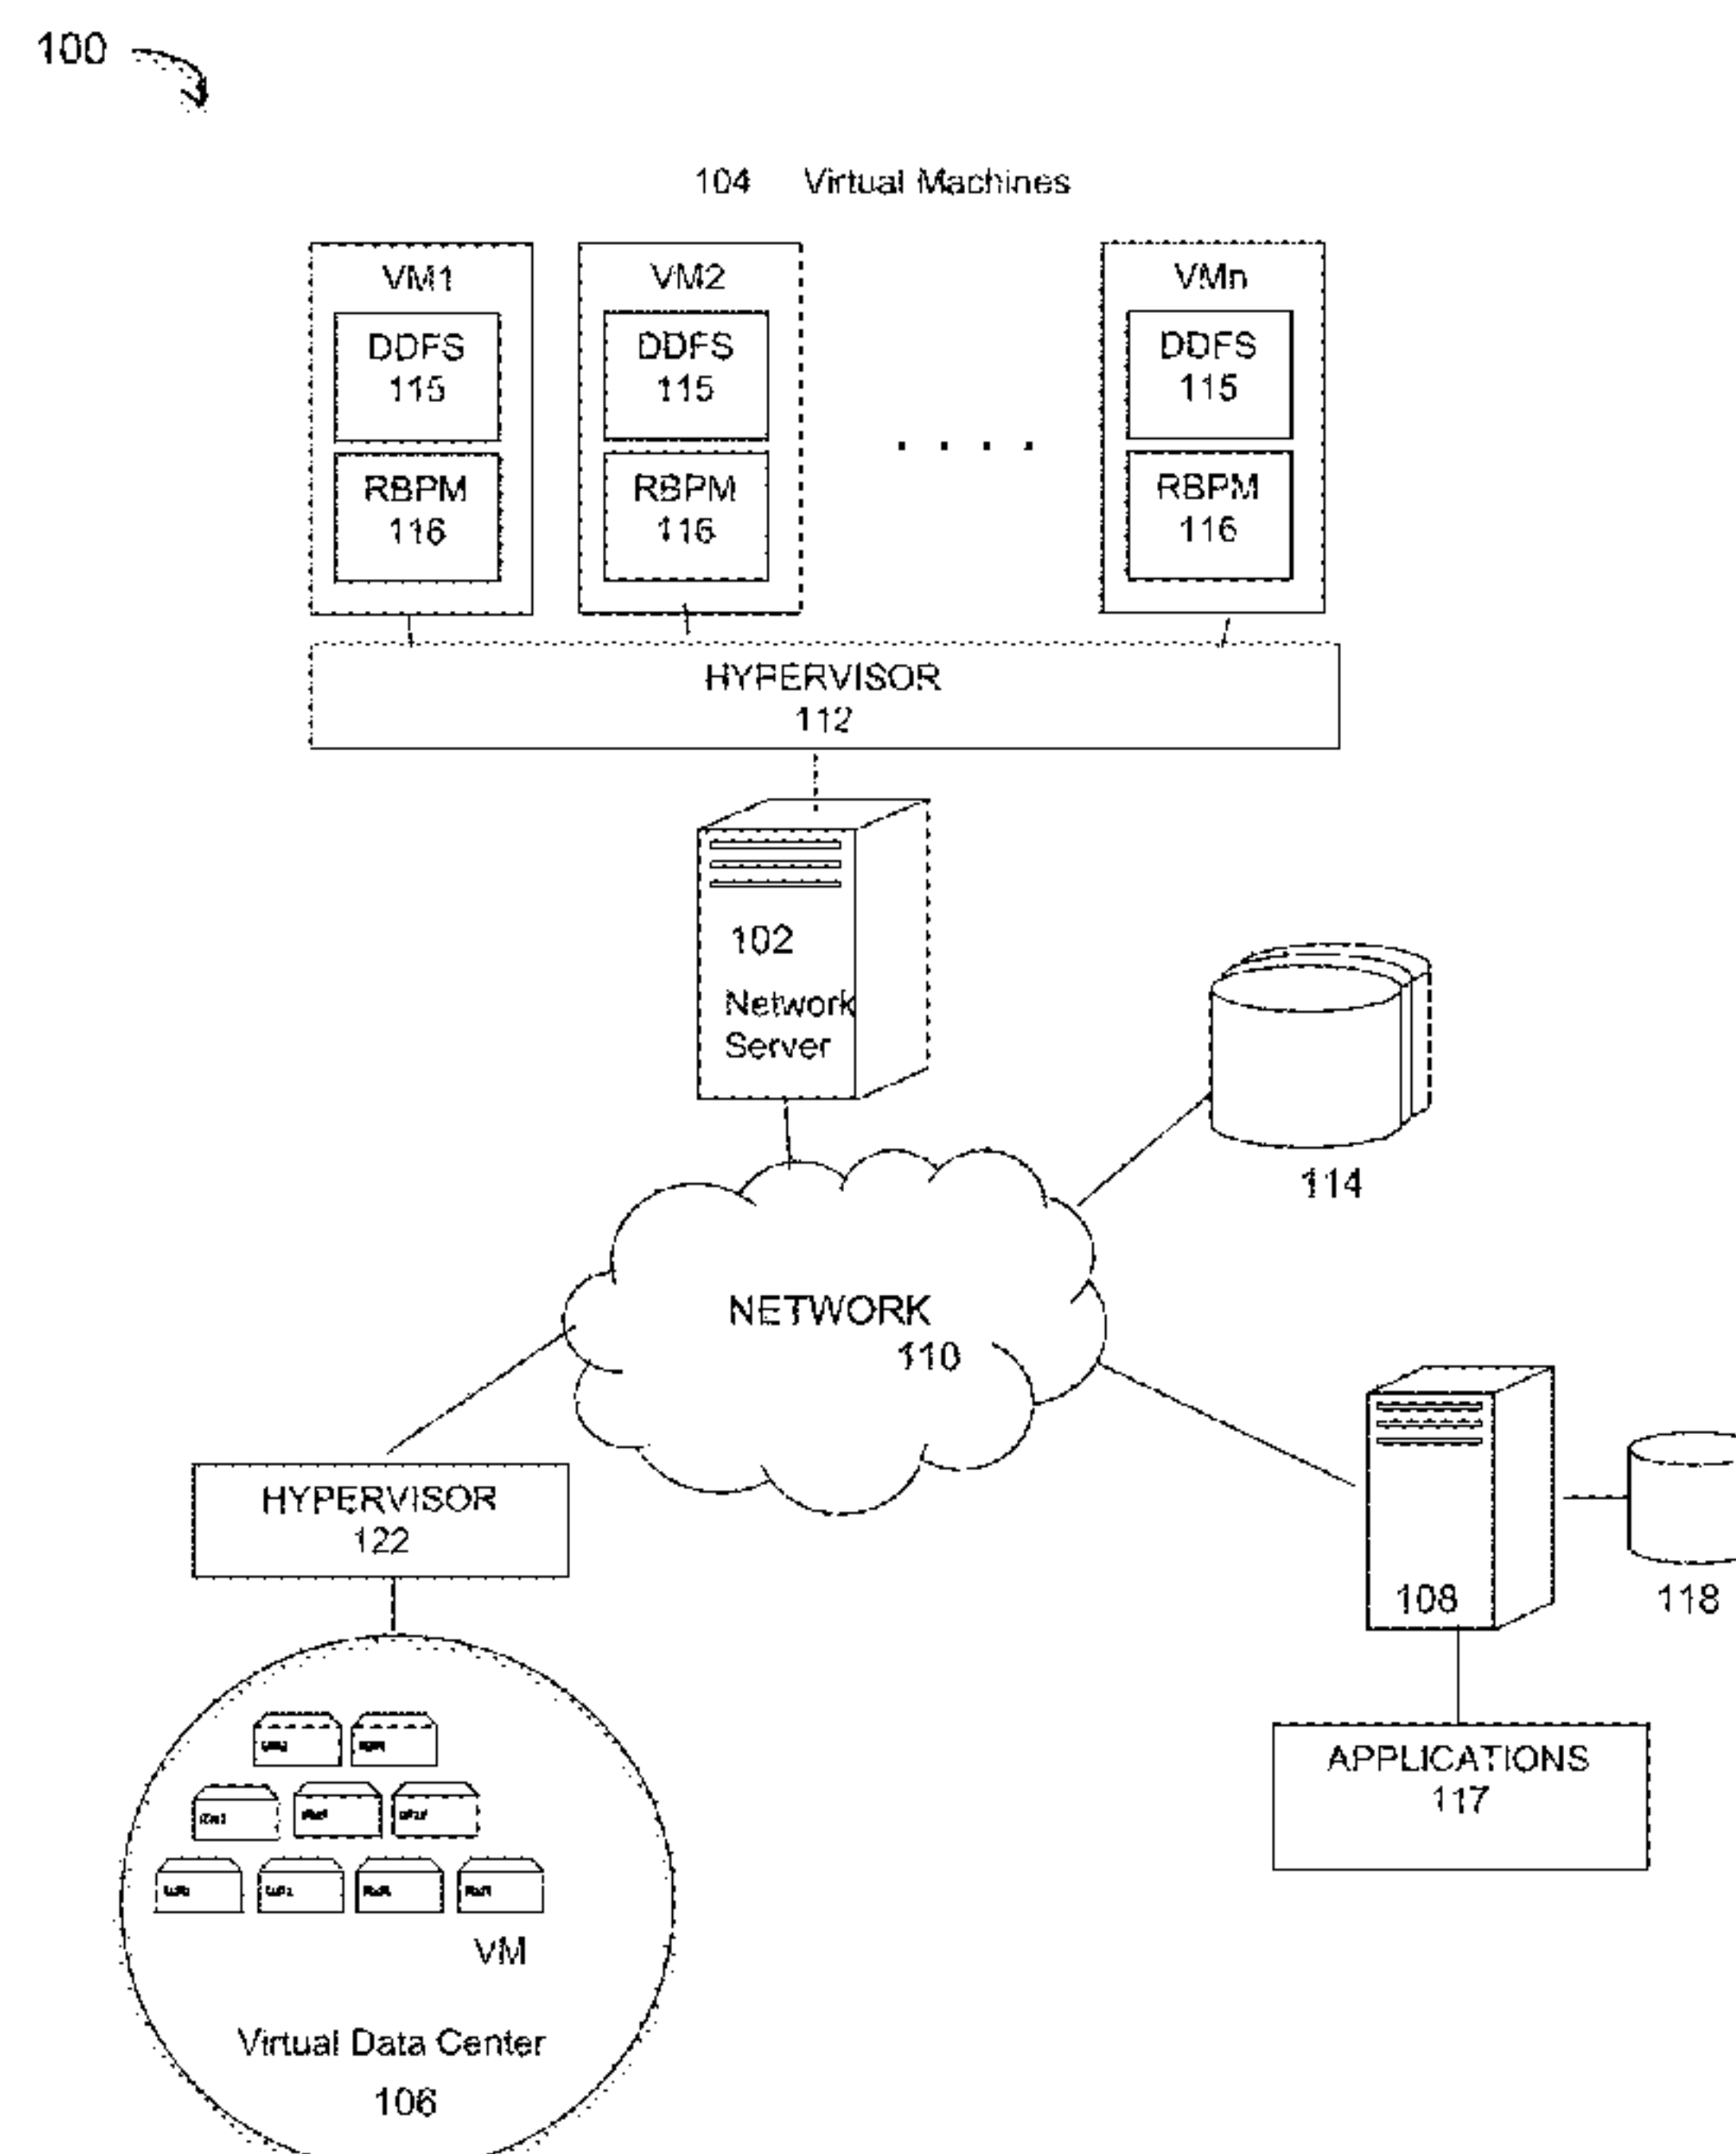 100
104 Virtual Machines
VM1
DDFS
115
RBPM
116
VM2
DDFS
115
RBPM
116
VMn
DDFS
115
RBPM
116
HYPERVISOR
112
102
Network
Server
114
NETWORK
110
HYPERVISOR
122
108
118
APPLICATIONS
117
VM
Virtual Data Center
106